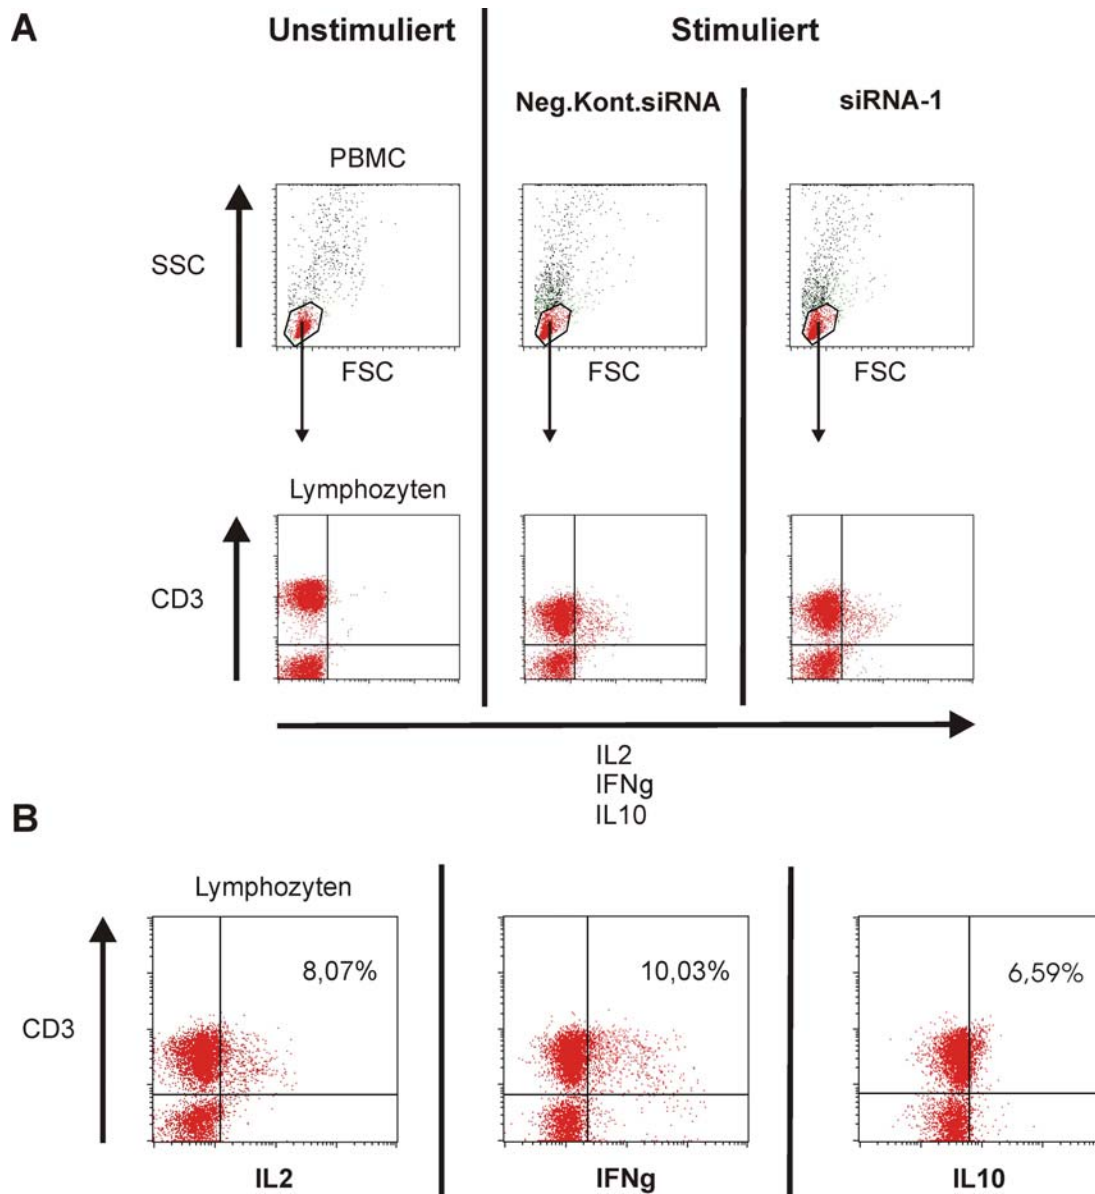 A
Unstimuliert
Stimuliert
Neg.Kont.siRNA
siRNA-1
PBMC
SSC
FSC
FSC
FSC
Lymphozyten
CD3
IL2
IFNg
IL10
B
Lymphozyten
CD3
8,07%
10,03%
6,59%
IL2
IFNg
IL10